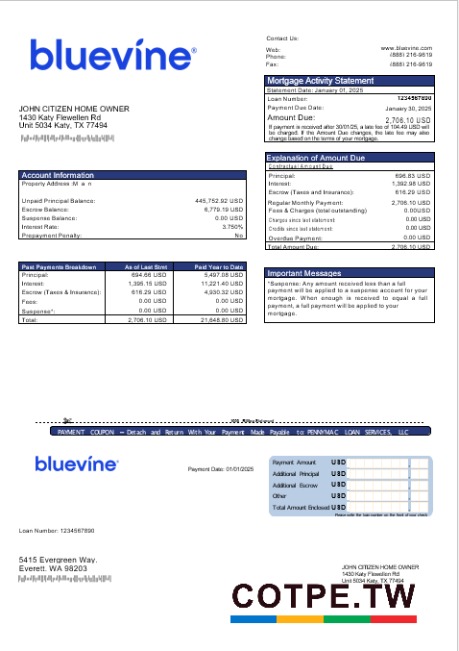 bluevine®
Contact Us:
Web: www.bluevine.com
Phone: (888) 216-9619
Fax: (888) 216-9619
Mortgage Activity Statement
Statement Date: January 01, 2025
Loan Number: 1234567890
Payment Due Date: January 30, 2025
Amount Due: 2,706.10 USD
If payment is received after 30/01/25, a late fee of 104.49 USD will
be charged. If the Amount Due changes, the late fee may also
change based on the terms of your mortgage.
JOHN CITIZEN HOME OWNER
1430 Katy Flewellen Rd
Unit 5034 Katy, TX 77494
Account Information
Property Address: M a n
Unpaid Principal Balance: 445,752.92 USD
Escrow Balance: 6,779.19 USD
Suspense Balance: 0.00 USD
Interest Rate: 3.750%
Prepayment Penalty: No
Explanation of Amount Due
Contractual Amount Due
Principal: 696.83 USD
Interest: 1,392.98 USD
Escrow (Taxes and Insurance): 616.29 USD
Regular Monthly Payment: 2,706.10 USD
Fees & Charges (total outstanding) 0.00USD
Charges since last statement: 0.00 USD
Credits since last statement: 0.00 USD
Overdue Payment: 0.00 USD
Total Amount Due: 2,706.10 USD
Past Payments Breakdown As of Last Stmt Paid Year to Date
Principal: 694.66 USD 5,497.08 USD
Interest: 1,395.15 USD 11,221.40 USD
Escrow (Taxes & Insurance): 616.29 USD 4,930.32 USD
Fees: 0.00 USD 0.00 USD
Suspense*: 0.00 USD 0.00 USD
Total: 2,706.10 USD 21,648.80 USD
Important Messages
*Suspense: Any amount received less than a full
payment will be applied to a suspense account for your
mortgage. When enough is received to equal a full
payment, a full payment will be applied to your
mortgage.
PAYMENT COUPON – Detach and Return With Your Payment Made Payable to: PENNYMAC LOAN SERVICES, LLC
bluevine®
Payment Date: 01/01/2025
Payment Amount USD
Additional Principal USD
Additional Escrow USD
Other USD
Total Amount Enclosed USD
Loan Number: 1234567890
5415 Evergreen Way.
Everett. WA 98203
JOHN CITIZEN HOME OWNER
1430 Katy Flewellen Rd
Unit 5034 Katy, TX 77494
COTPE.TW